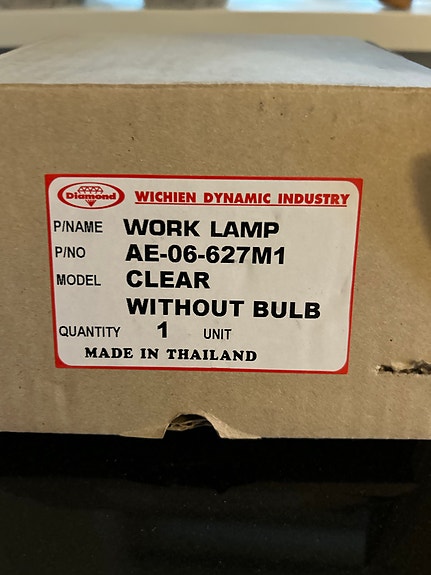 Diamond WICHIEN DYNAMIC INDUSTRY
P/NAME WORK LAMP
P/NO AE-06-627M1
MODEL CLEAR
WITHOUT BULB
QUANTITY 1 UNIT
MADE IN THAILAND